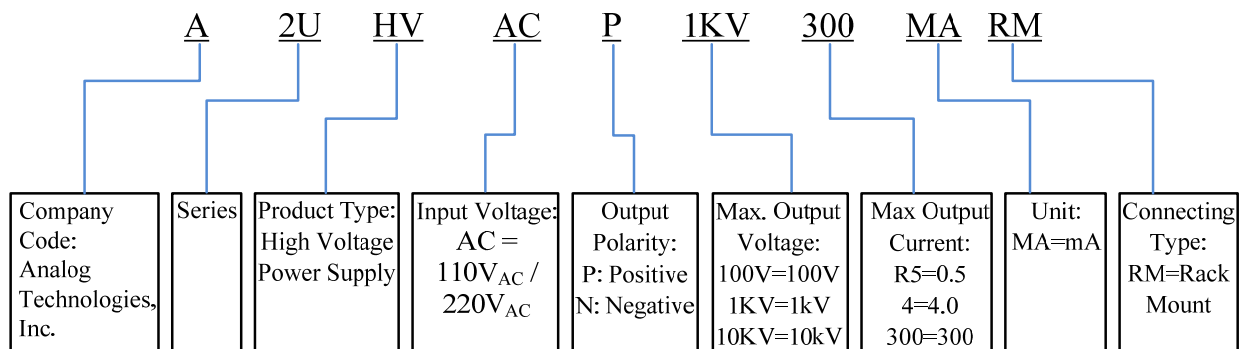 A 2U HV AC P 1KV 300 MA RM
Company
Code:
Analog
Technologies,
Inc.
Series
Product Type:
High Voltage
Power Supply
Input Voltage:
AC =
110VAC /
220VAC
Output
Polarity:
P: Positive
N: Negative
Max. Output
Voltage:
100V=100V
1KV=1kV
10KV=10kV
Max Output
Current:
R5=0.5
4=4.0
300=300
Unit:
MA=mA
Connecting
Type:
RM=Rack
Mount